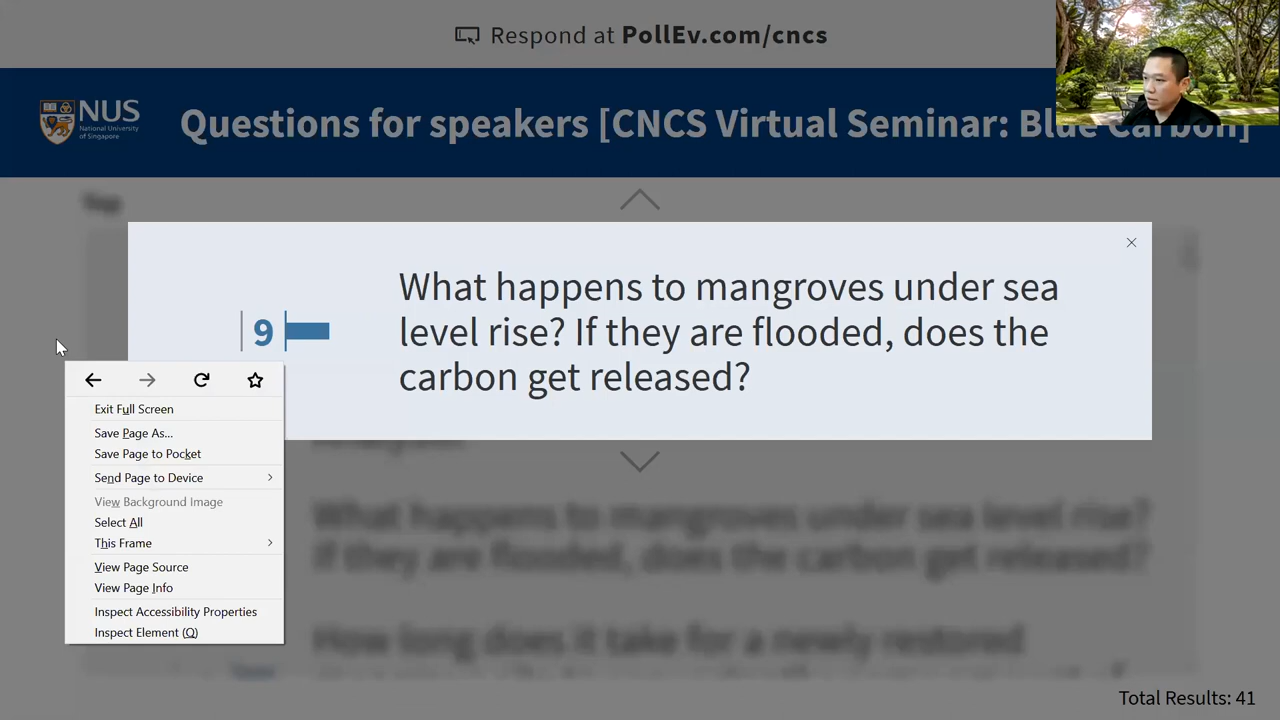 Respond at PollEv.com/cncs
NUS
National University
of Singapore
Questions for speakers [CNCS Virtual Seminar: Blue Carbon]
What happens to mangroves under sea
level rise? If they are flooded, does the
carbon get released?
9
Exit Full Screen
Save Page As...
Save Page to Pocket
Send Page to Device
View Background Image
Select All
This Frame
View Page Source
View Page Info
Inspect Accessibility Properties
Inspect Element (Q)
What happens to mangroves under sea level rise?
If they are flooded, does the carbon get released?
How long does it take for a newly restored
Total Results: 41